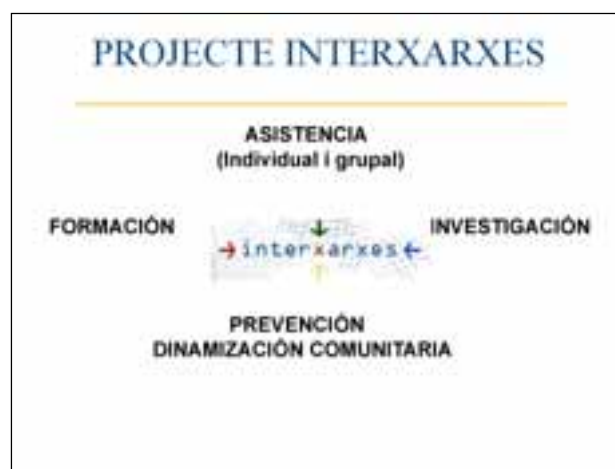 PROJECTE INTERXARXES
ASISTENCIA
(Individual i grupal)
FORMACIÓN
INVESTIGACIÓN
interxarxes
PREVENCIÓN
DINAMIZACIÓN COMUNITARIA